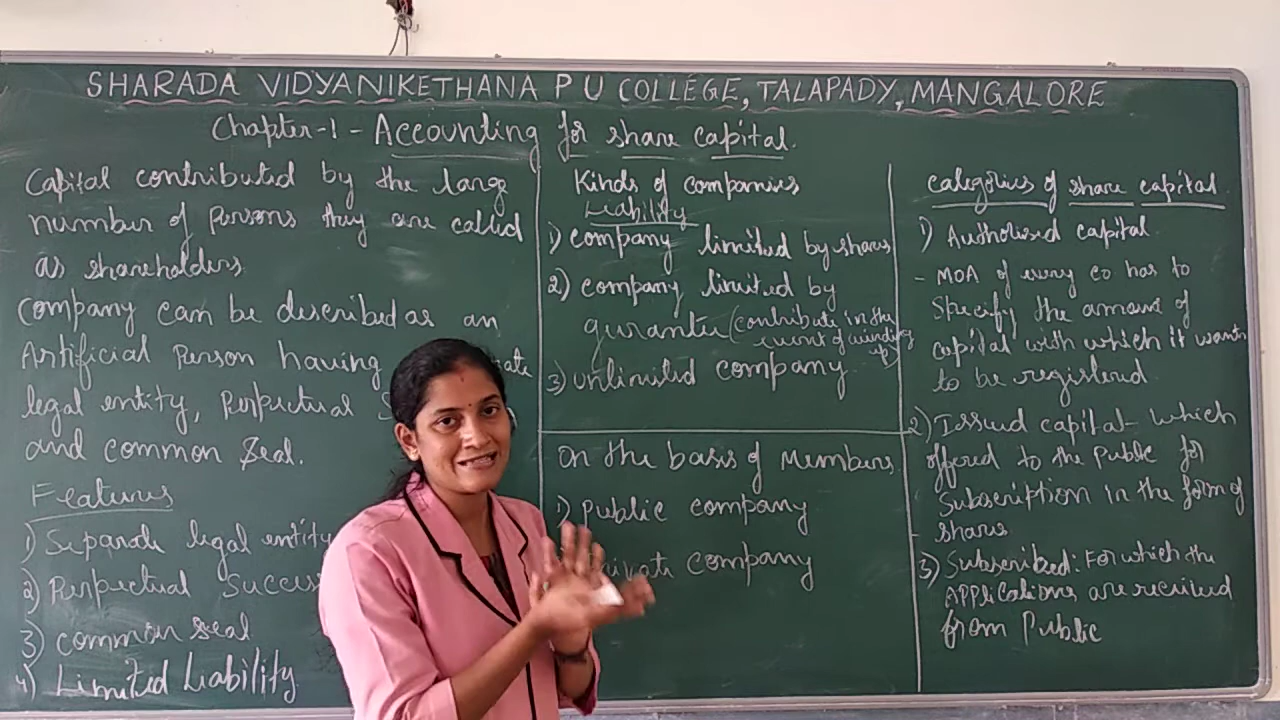 SHARADA VIDYANIKETHANA P U COLLEGE, TALAPADY, MANGALORE
Chapter-1 - Accounting for share capital.
Capital contributed by the large
number of persons they are called
as shareholders
Company can be described as an
Artificial Person having
legal entity, Perpetual
and common Seal.
Features
1) Separate legal entity
2) Perpetual Success
3) common seal
4) Limited Liability
Kinds of companies
Liability
1) company limited by shares
2) company limited by
gurantee (contribute in the
event of winding
up)
3) unlimited company
On the basis of Members
1) Public company
company
categories of share capital
1) Authorised capital
- MOA of every co has to
Specify the amount of
capital with which it wants
to be registered
2) Issued capital - which
offered to the public for
Subscription in the form of
shares
3) Subscribed: For which the
Applications are received
from Public